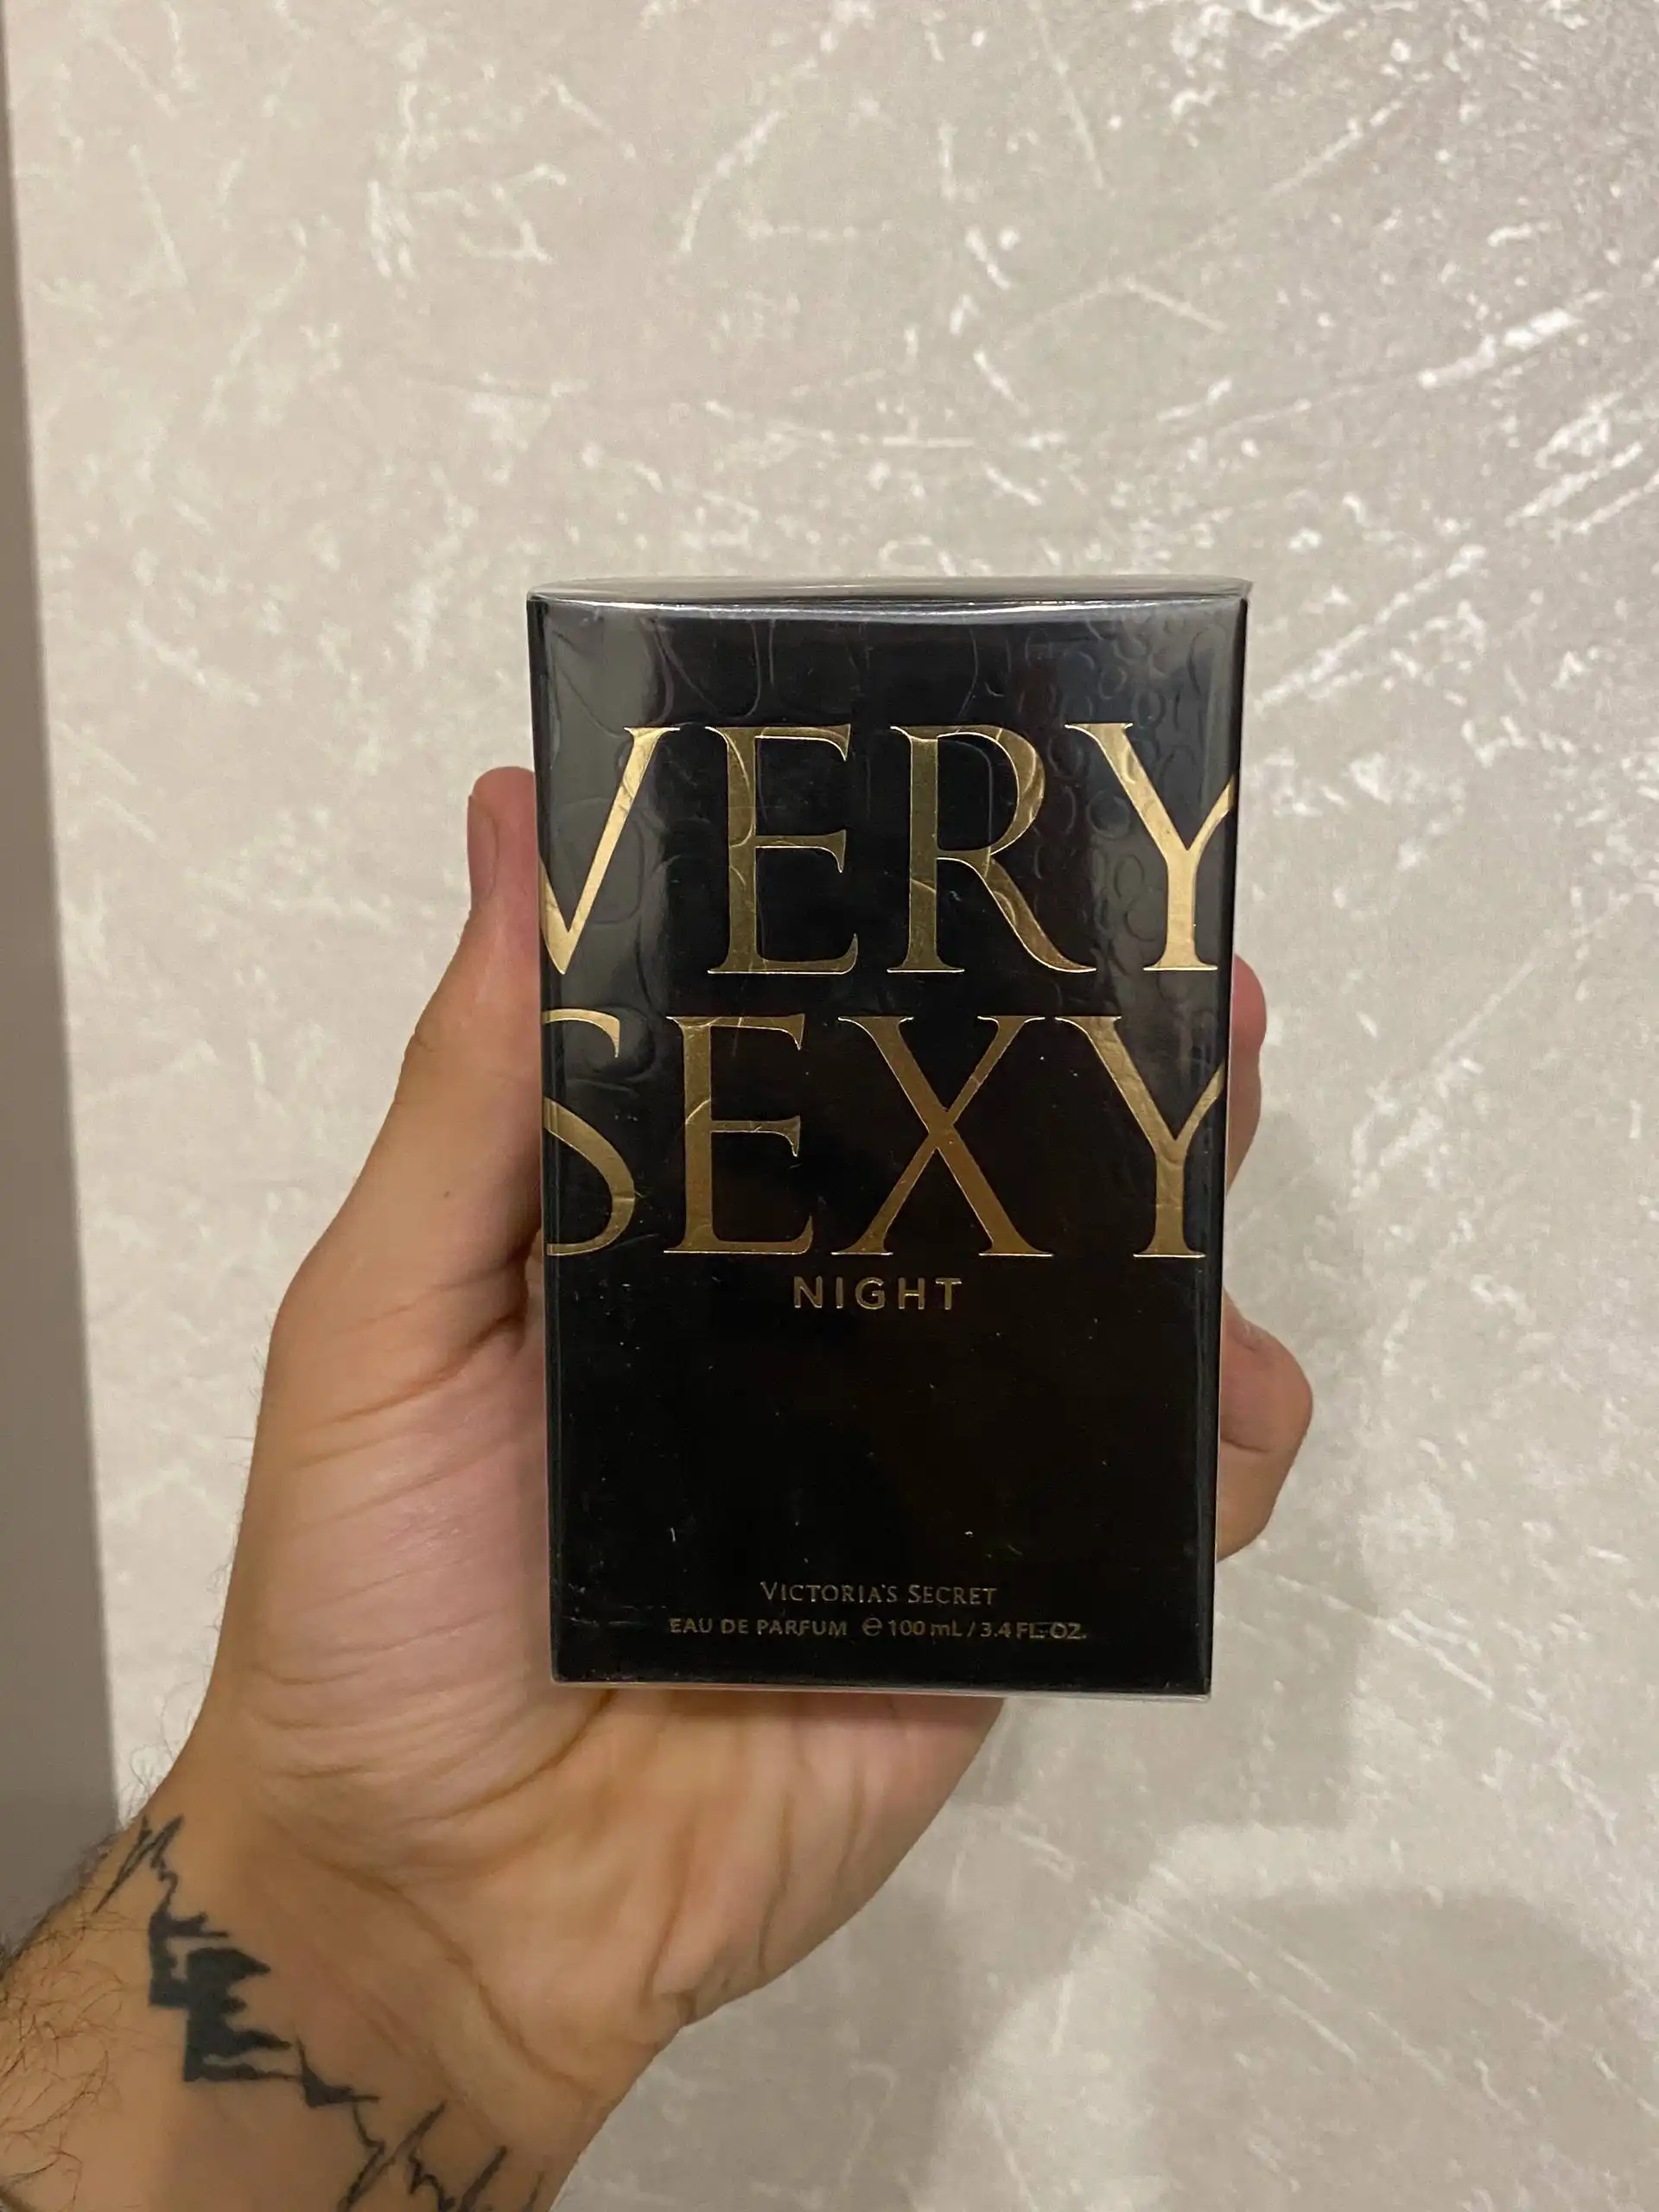 VERY
SEXY
NIGHT
VICTORIA'S SECRET
EAU DE PARFUM ℮ 100 mL / 3.4 FL. OZ.